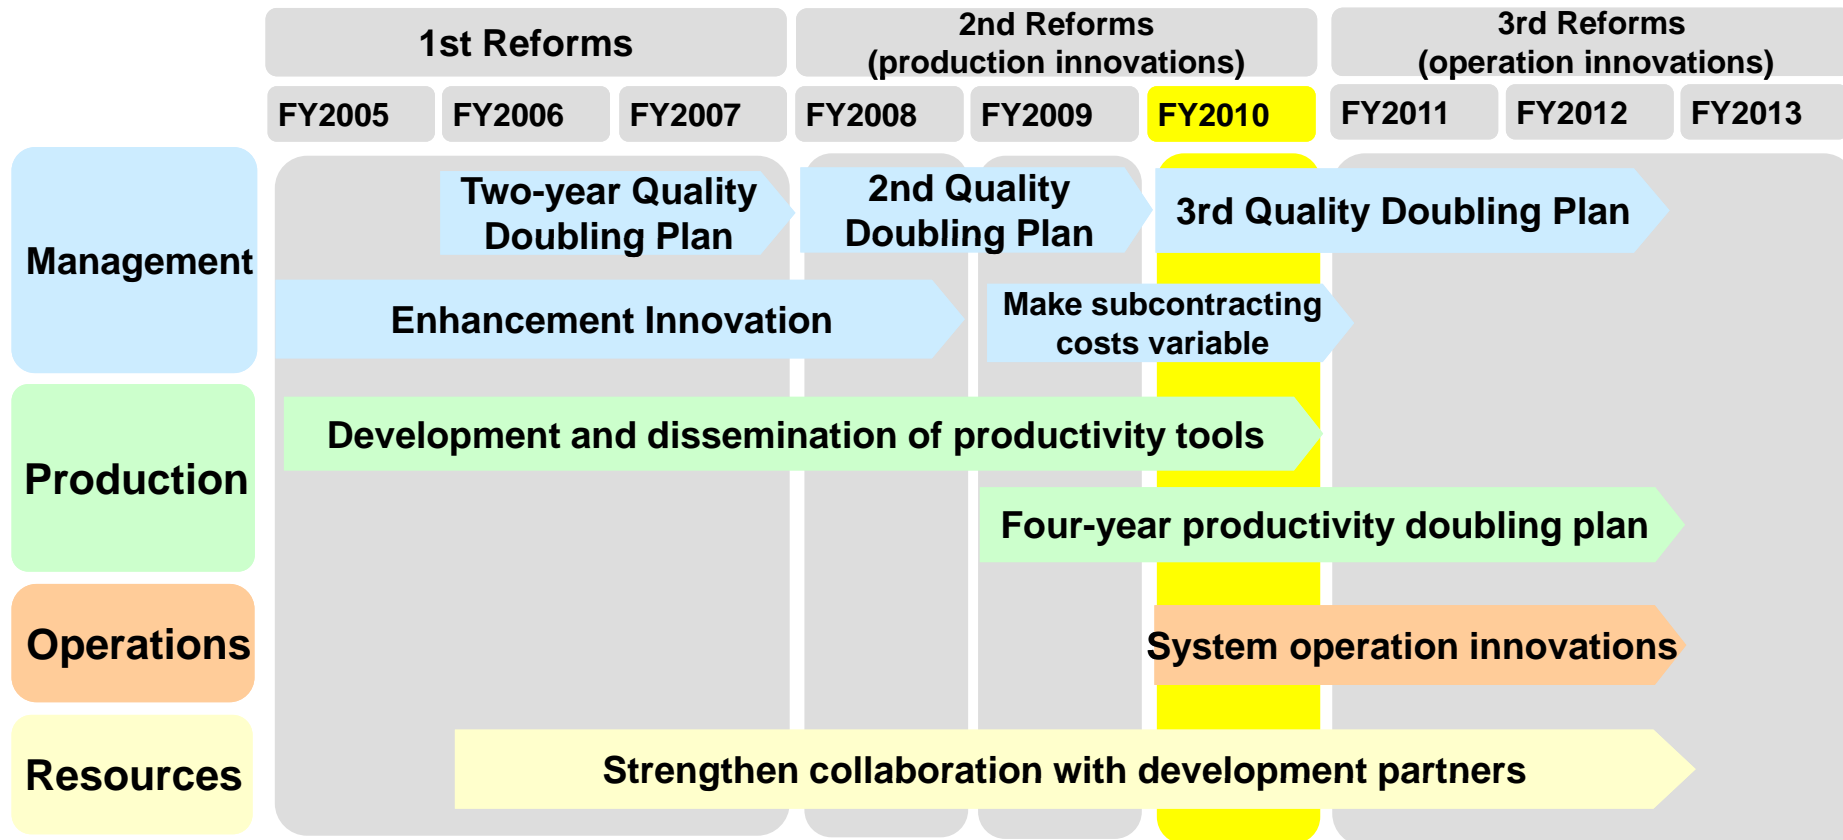 1st Reforms
2nd Reforms
(production innovations)
3rd Reforms
(operation innovations)
FY2005
FY2006
FY2007
FY2008
FY2009
FY2010
FY2011
FY2012
FY2013
Management
Two-year Quality
Doubling Plan
2nd Quality
Doubling Plan
3rd Quality Doubling Plan
Enhancement Innovation
Make subcontracting
costs variable
Production
Development and dissemination of productivity tools
Four-year productivity doubling plan
Operations
System operation innovations
Resources
Strengthen collaboration with development partners